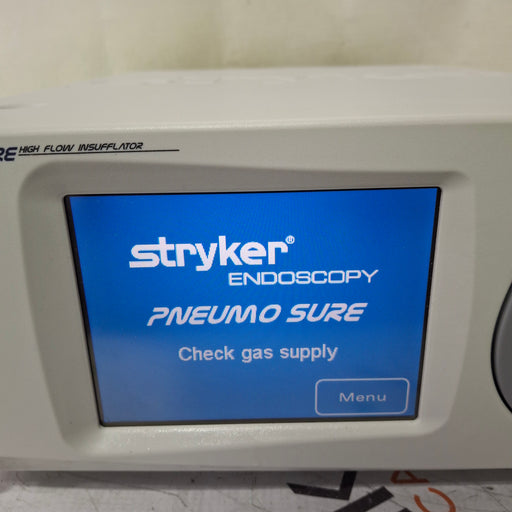 RE HIGH FLOW INSUFFLATOR
stryker®
ENDOSCOPY
PNEUMO SURE
Check gas supply
Menu